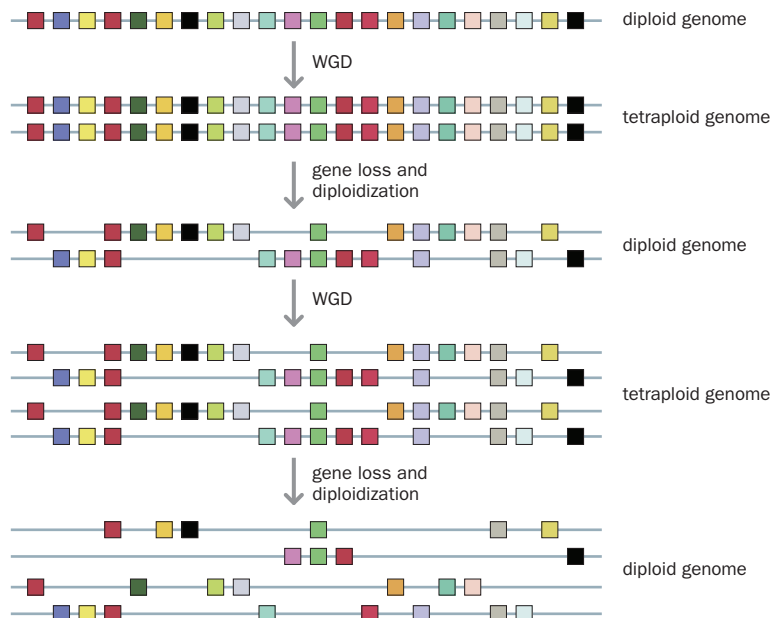 diploid genome
WGD
tetraploid genome
gene loss and
diploidization
diploid genome
WGD
tetraploid genome
gene loss and
diploidization
diploid genome